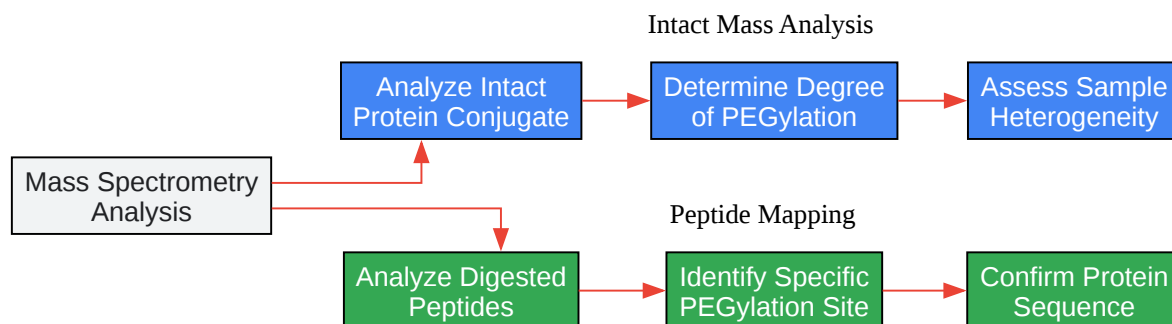 Intact Mass Analysis
Analyze Intact
Protein Conjugate
Determine Degree
of PEGylation
Assess Sample
Heterogeneity
Mass Spectrometry
Analysis
Peptide Mapping
Analyze Digested
Peptides
Identify Specific
PEGylation Site
Confirm Protein
Sequence